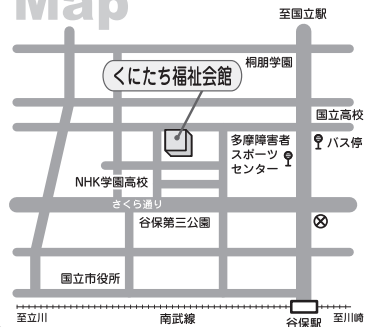 Map
至国立駅
桐朋学園
くにたち福祉会館
国立高校
多摩障害者
スポーツ
センター
バス停
NHK学園高校
さくら通り
谷保第三公園
国立市役所
至立川
南武線
谷保駅
至川崎